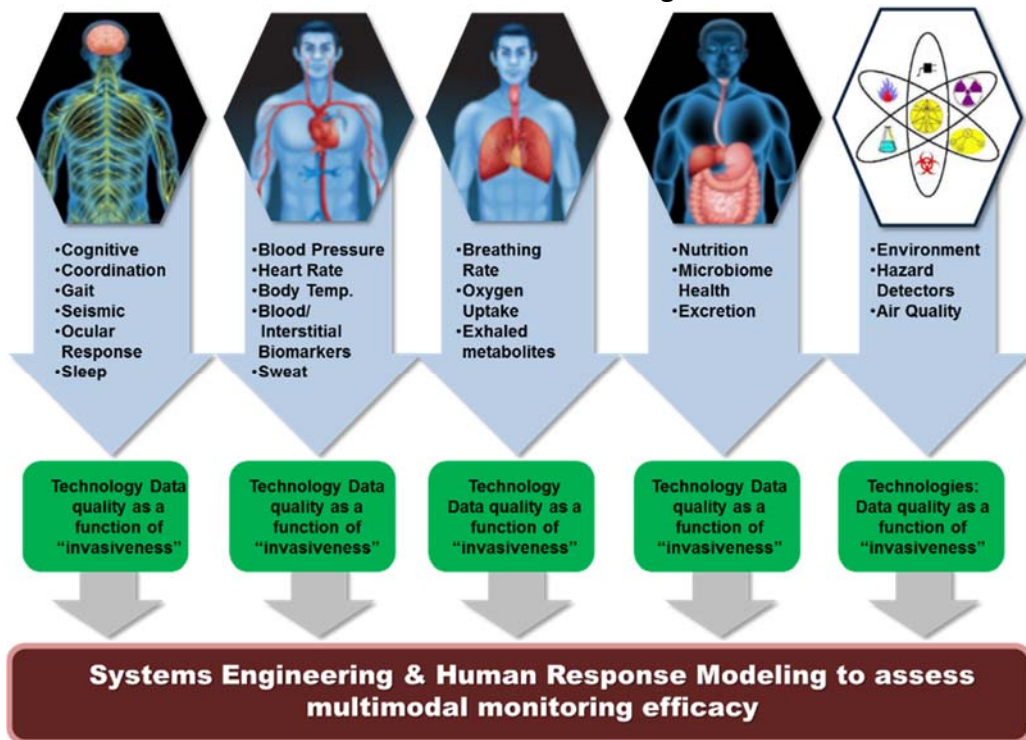 •Cognitive
•Coordination
•Gait
•Seismic
•Ocular
Response
•Sleep
•Blood Pressure
•Heart Rate
•Body Temp.
•Blood/
Interstitial
Biomarkers
•Sweat
•Breathing
Rate
•Oxygen
Uptake
•Exhaled
metabolites
•Nutrition
•Microbiome
Health
•Excretion
•Environment
•Hazard
Detectors
•Air Quality
Technology Data
quality as a
function of
“invasiveness”
Technology Data
quality as a
function of
“invasiveness”
Technology
Data quality as a
function of
“invasiveness”
Technology Data
quality as a
function of
“invasiveness”
Technologies:
Data quality as a
function of
“invasiveness”
Systems Engineering & Human Response Modeling to assess
multimodal monitoring efficacy